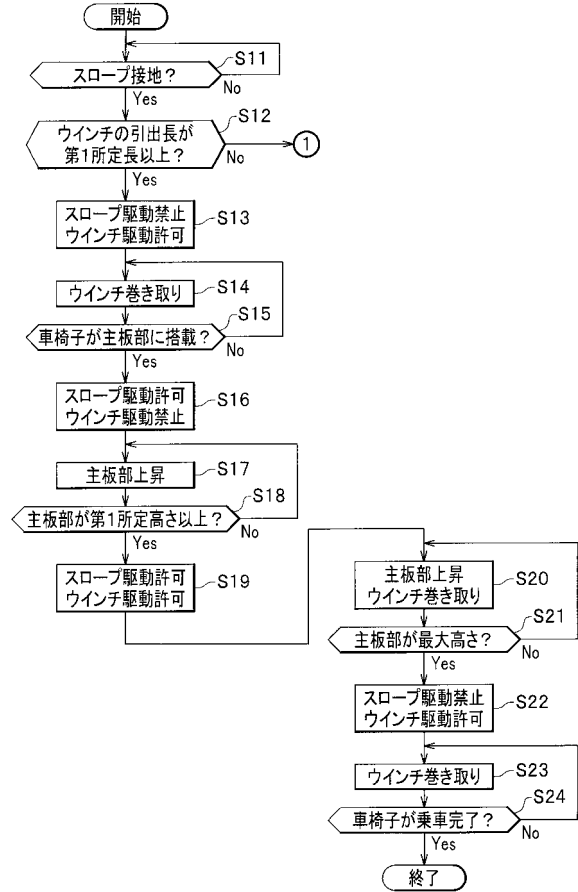 開始
スロープ接地？
S11
No
Yes
ウインチの引出長が
第1所定長以上？
S12
No
1
Yes
スロープ駆動禁止
ウインチ駆動許可
S13
ウインチ巻き取り
S14
車椅子が主板部に搭載？
S15
No
Yes
スロープ駆動許可
ウインチ駆動禁止
S16
主板部上昇
S17
主板部が第1所定高さ以上？
S18
No
Yes
スロープ駆動許可
ウインチ駆動許可
S19
主板部上昇
ウインチ巻き取り
S20
主板部が最大高さ？
S21
No
Yes
スロープ駆動禁止
ウインチ駆動許可
S22
ウインチ巻き取り
S23
車椅子が乗車完了？
S24
No
Yes
終了